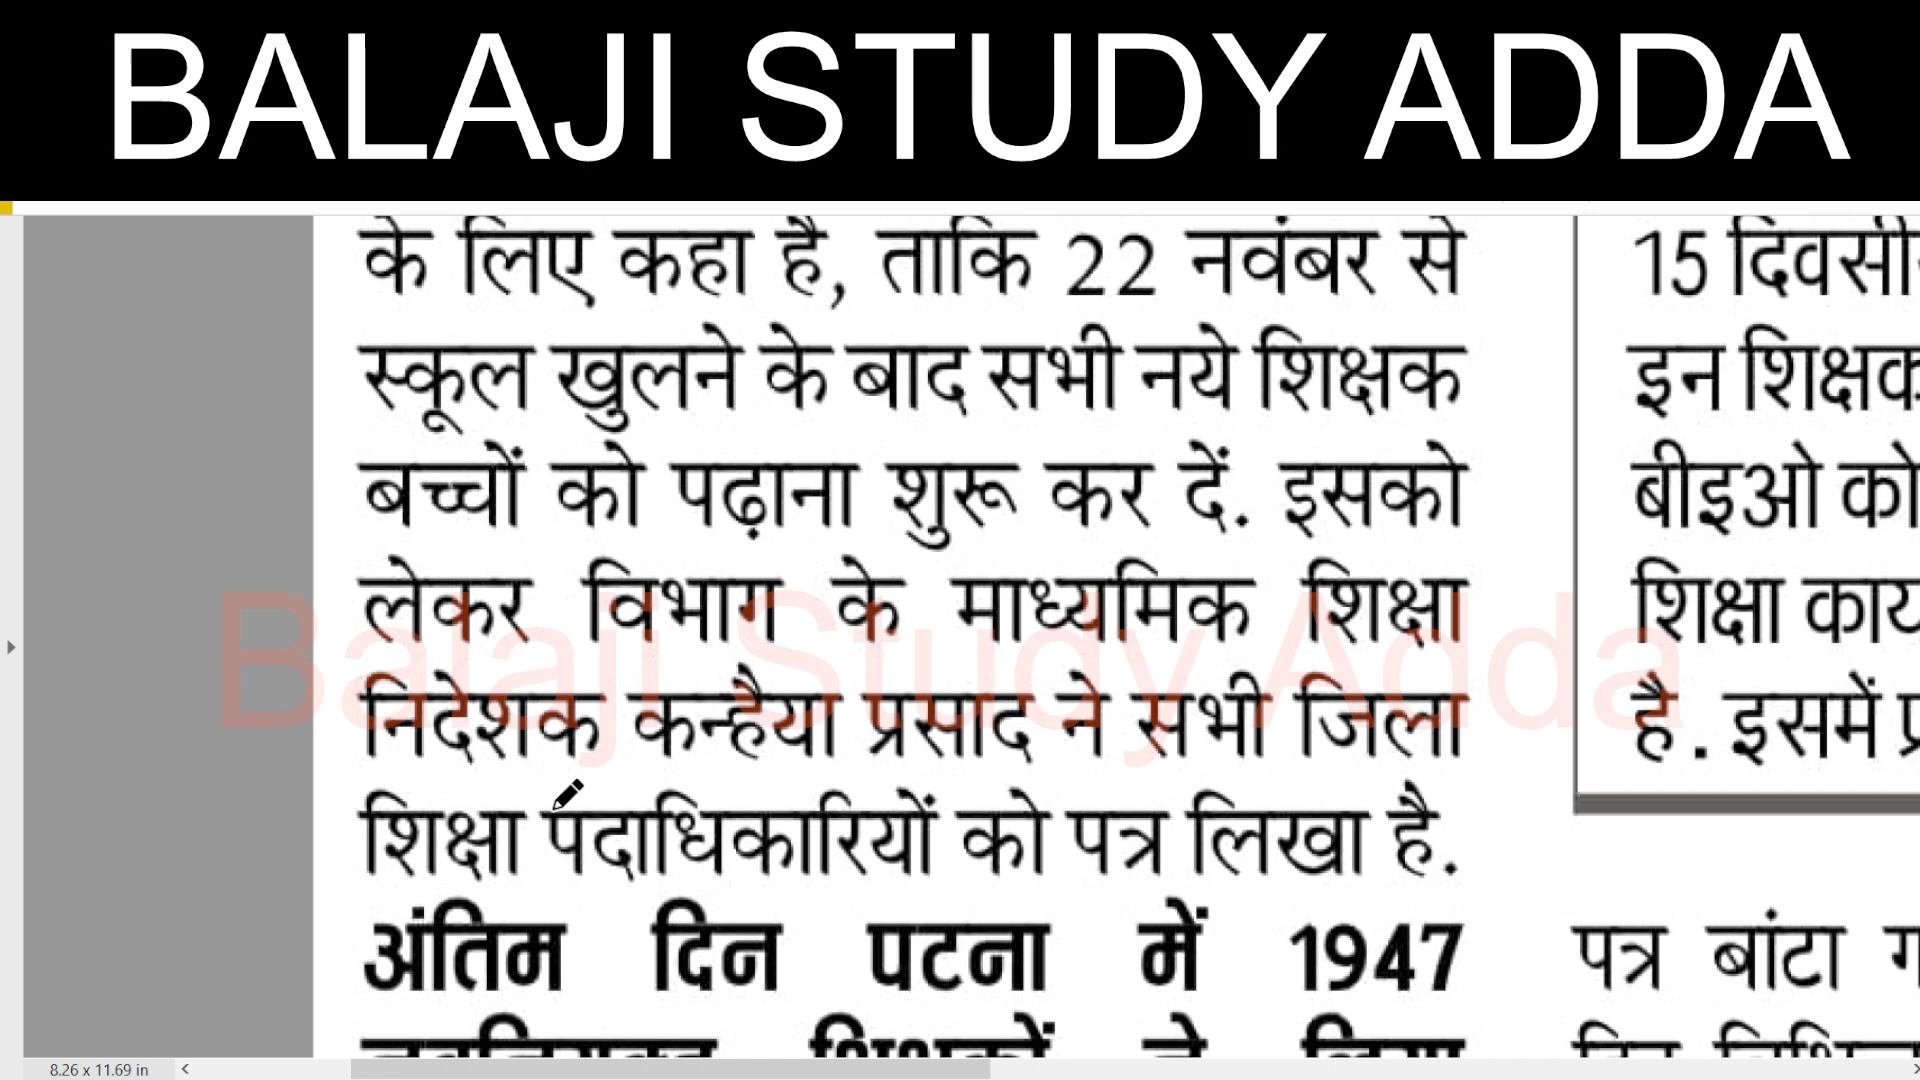 BALAJI STUDY ADDA
के लिए कहा है, ताकि 22 नवंबर से
स्कूल खुलने के बाद सभी नये शिक्षक
बच्चों को पढ़ाना शुरू कर दें. इसको
लेकर विभाग के माध्यमिक शिक्षा
निदेशक कन्हैया प्रसाद ने सभी जिला
शिक्षा पदाधिकारियों को पत्र लिखा है.
अंतिम दिन पटना में 1947
Balaji Study Adda
15
इन
बीइओ को
शिक्षा
है. इसमें
पत्र बांटा
8.26 x 11.69 in